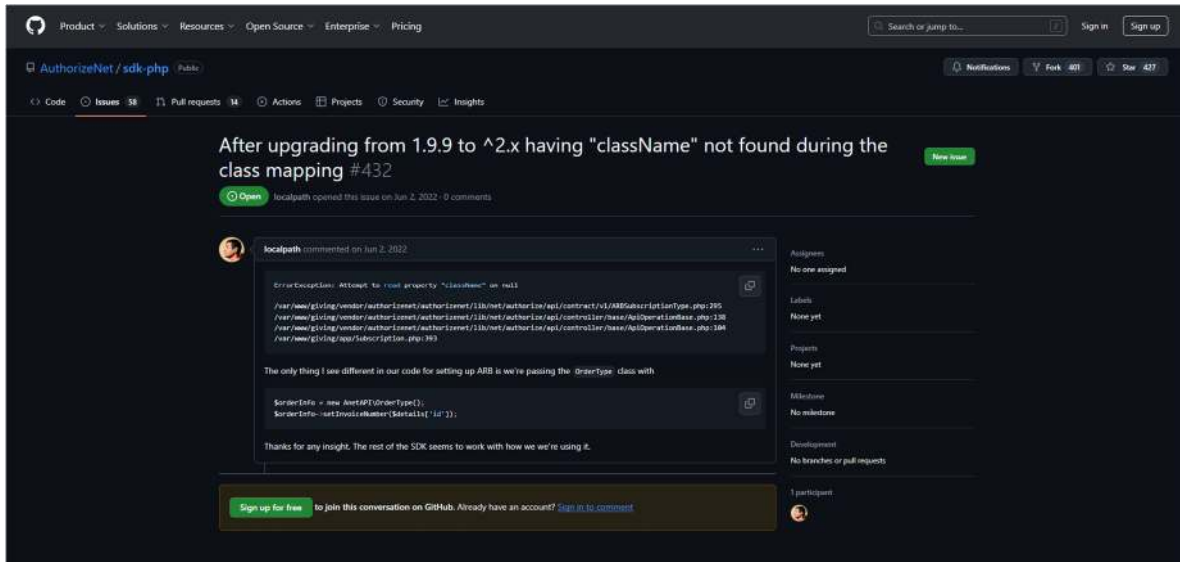 Product Solutions Resources Open Source Enterprise Pricing Search or jump to... / Sign in Sign up
AuthorizeNet / sdk-php Public Notifications Fork 401 Star 427
Code Issues 58 Pull requests 14 Actions Projects Security Insights
After upgrading from 1.9.9 to ^2.x having "className" not found during the
class mapping #432
New issue
Open localpath opened this issue on Jun 2, 2022 · 0 comments
localpath commented on Jun 2, 2022 ···
ErrorException: Attempt to read property "className" on null
/var/www/giving/vendor/authorizenet/authorizenet/lib/net/authorize/api/contract/v1/ARBSubscriptionType.php:295
/var/www/giving/vendor/authorizenet/authorizenet/lib/net/authorize/api/controller/base/ApiOperationBase.php:138
/var/www/giving/vendor/authorizenet/authorizenet/lib/net/authorize/api/controller/base/ApiOperationBase.php:104
/var/www/giving/app/Subscription.php:393
The only thing I see different in our code for setting up ARB is we're passing the OrderType class with
$orderInfo = new AnetAPI\OrderType();
$orderInfo->setInvoiceNumber($details['id']);
Thanks for any insight. The rest of the SDK seems to work with how we we're using it.
Sign up for free to join this conversation on GitHub. Already have an account? Sign in to comment
Assignees
No one assigned
Labels
None yet
Projects
None yet
Milestone
No milestone
Development
No branches or pull requests
1 participant